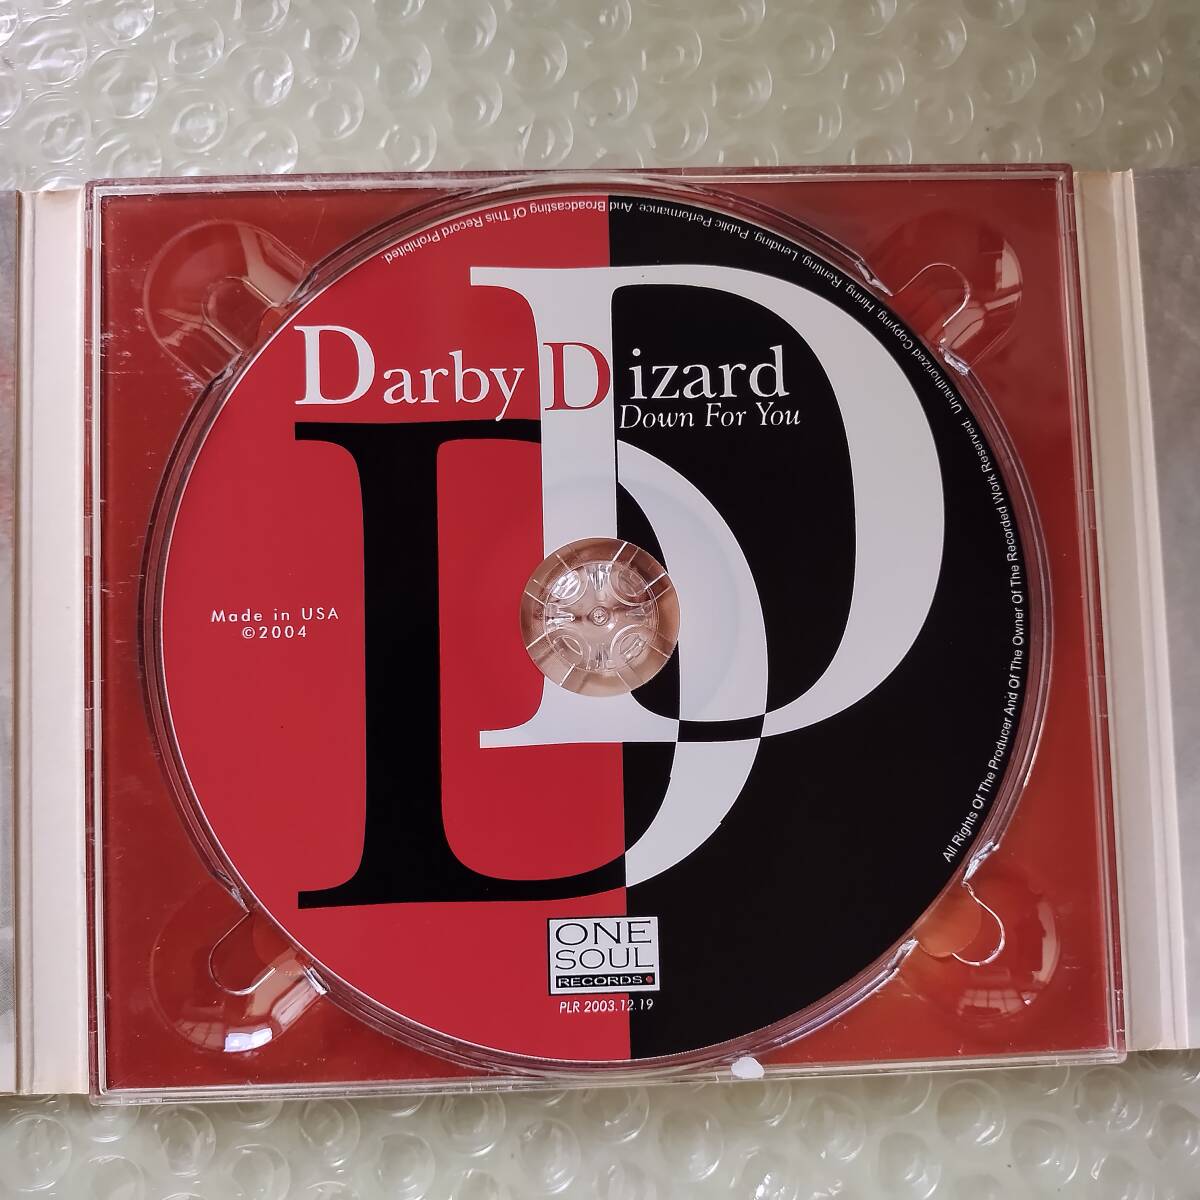 Darby Dizard
Down For You
DD
Made in USA
©2004
ONE
SOUL
RECORDS
PLR 2003.12.19
All Rights Of The Producer And Of The Owner Of The Recorded Work Reserved. Unauthorized Copying, Hiring, Renting, Lending, Public Performance, And Broadcasting Of This Record Prohibited.